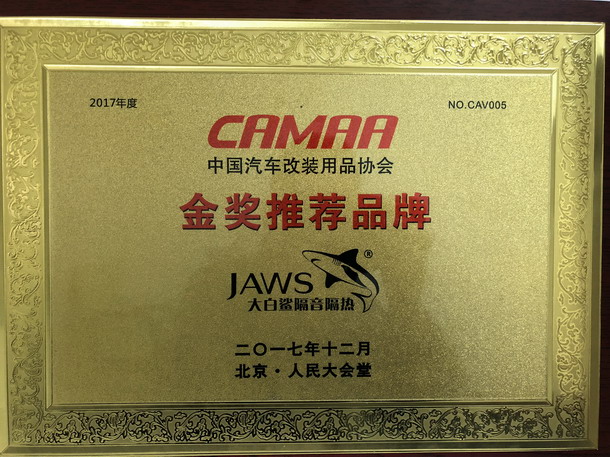 2017年度 NO.CAV005
CAMAA
中国汽车改装用品协会
金奖推荐品牌
JAWS ®
大白鲨隔音隔热
二〇一七年十二月
北京·人民大会堂